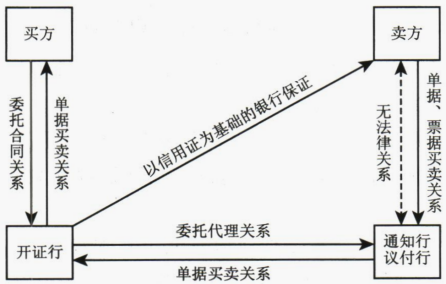 买方
卖方
委托合同关系
单据买卖关系
以信用证为基础的银行保证
无法律关系
单据、票据买卖关系
开证行
委托代理关系
单据买卖关系
通知行
议付行